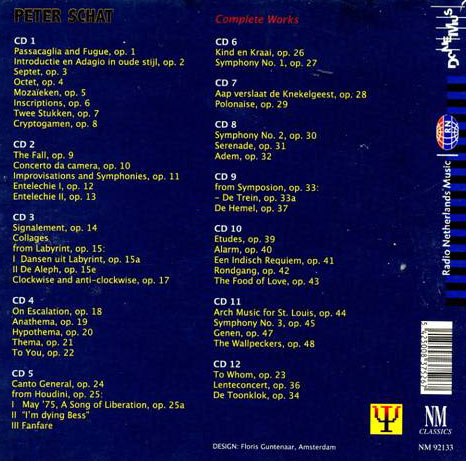 PETER SCHAT
CD 1
Passacaglia and Fugue, op. 1
Introductie en Adagio in oude stijl, op. 2
Septet, op. 3
Octet, op. 4
Mozaïeken, op. 5
Inscriptions, op. 6
Twee Stukken, op. 7
Cryptogamen, op. 8
CD 2
The Fall, op. 9
Concerto da camera, op. 10
Improvisations and Symphonies, op. 11
Entelechie I, op. 12
Entelechie II, op. 13
CD 3
Signalement, op. 14
Collages
from Labyrint, op. 15:
I Dansen uit Labyrint, op. 15a
II De Aleph, op. 15e
Clockwise and anti-clockwise, op. 17
CD 4
On Escalation, op. 18
Anathema, op. 19
Hypothema, op. 20
Thema, op. 21
To You, op. 22
CD 5
Canto General, op. 24
from Houdini, op. 25:
I May '75, A Song of Liberation, op. 25a
II "I'm dying Bess"
III Fanfare
Complete Works
CD 6
Kind en Kraai, op. 26
Symphony No. 1, op. 27
CD 7
Aap verslaat de Knekelgeest, op. 28
Polonaise, op. 29
CD 8
Symphony No. 2, op. 30
Serenade, op. 31
Adem, op. 32
CD 9
from Symposion, op. 33:
- De Trein, op. 33a
De Hemel, op. 37
CD 10
Etudes, op. 39
Alarm, op. 40
Een Indisch Requiem, op. 41
Rondgang, op. 42
The Food of Love, op. 43
CD 11
Arch Music for St. Louis, op. 44
Symphony No. 3, op. 45
Genen, op. 47
The Wallpeckers, op. 48
CD 12
To Whom, op. 23
Lenteconcert, op. 36
De Toonklok, op. 34
DESIGN: Floris Guntenaar, Amsterdam
DONEMUS
RN
Radio Netherlands Music
NM
CLASSICS
NM 92133